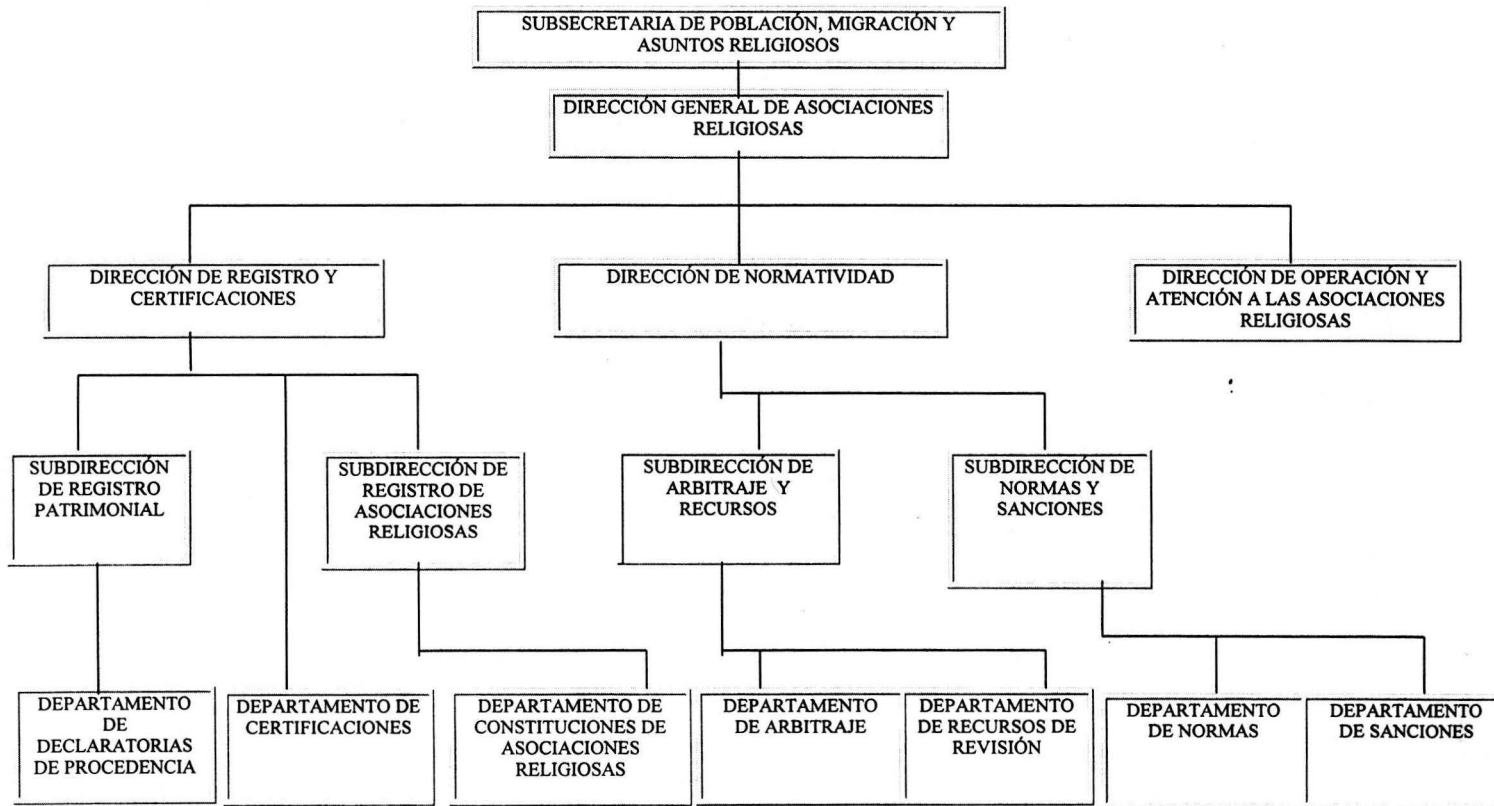 SUBSECRETARIA DE POBLACIÓN, MIGRACIÓN Y
ASUNTOS RELIGIOSOS
DIRECCIÓN GENERAL DE ASOCIACIONES
RELIGIOSAS
DIRECCIÓN DE REGISTRO Y
CERTIFICACIONES
DIRECCIÓN DE NORMATIVIDAD
DIRECCIÓN DE OPERACIÓN Y
ATENCIÓN A LAS ASOCIACIONES
RELIGIOSAS
SUBDIRECCIÓN
DE REGISTRO
PATRIMONIAL
SUBDIRECCIÓN DE
REGISTRO DE
ASOCIACIONES
RELIGIOSAS
SUBDIRECCIÓN DE
ARBITRAJE Y
RECURSOS
SUBDIRECCIÓN DE
NORMAS Y
SANCIONES
DEPARTAMENTO
DE
DECLARATORIAS
DE PROCEDENCIA
DEPARTAMENTO DE
CERTIFICACIONES
DEPARTAMENTO DE
CONSTITUCIONES DE
ASOCIACIONES
RELIGIOSAS
DEPARTAMENTO
DE ARBITRAJE
DEPARTAMENTO
DE RECURSOS DE
REVISIÓN
DEPARTAMENTO
DE NORMAS
DEPARTAMENTO
DE SANCIONES